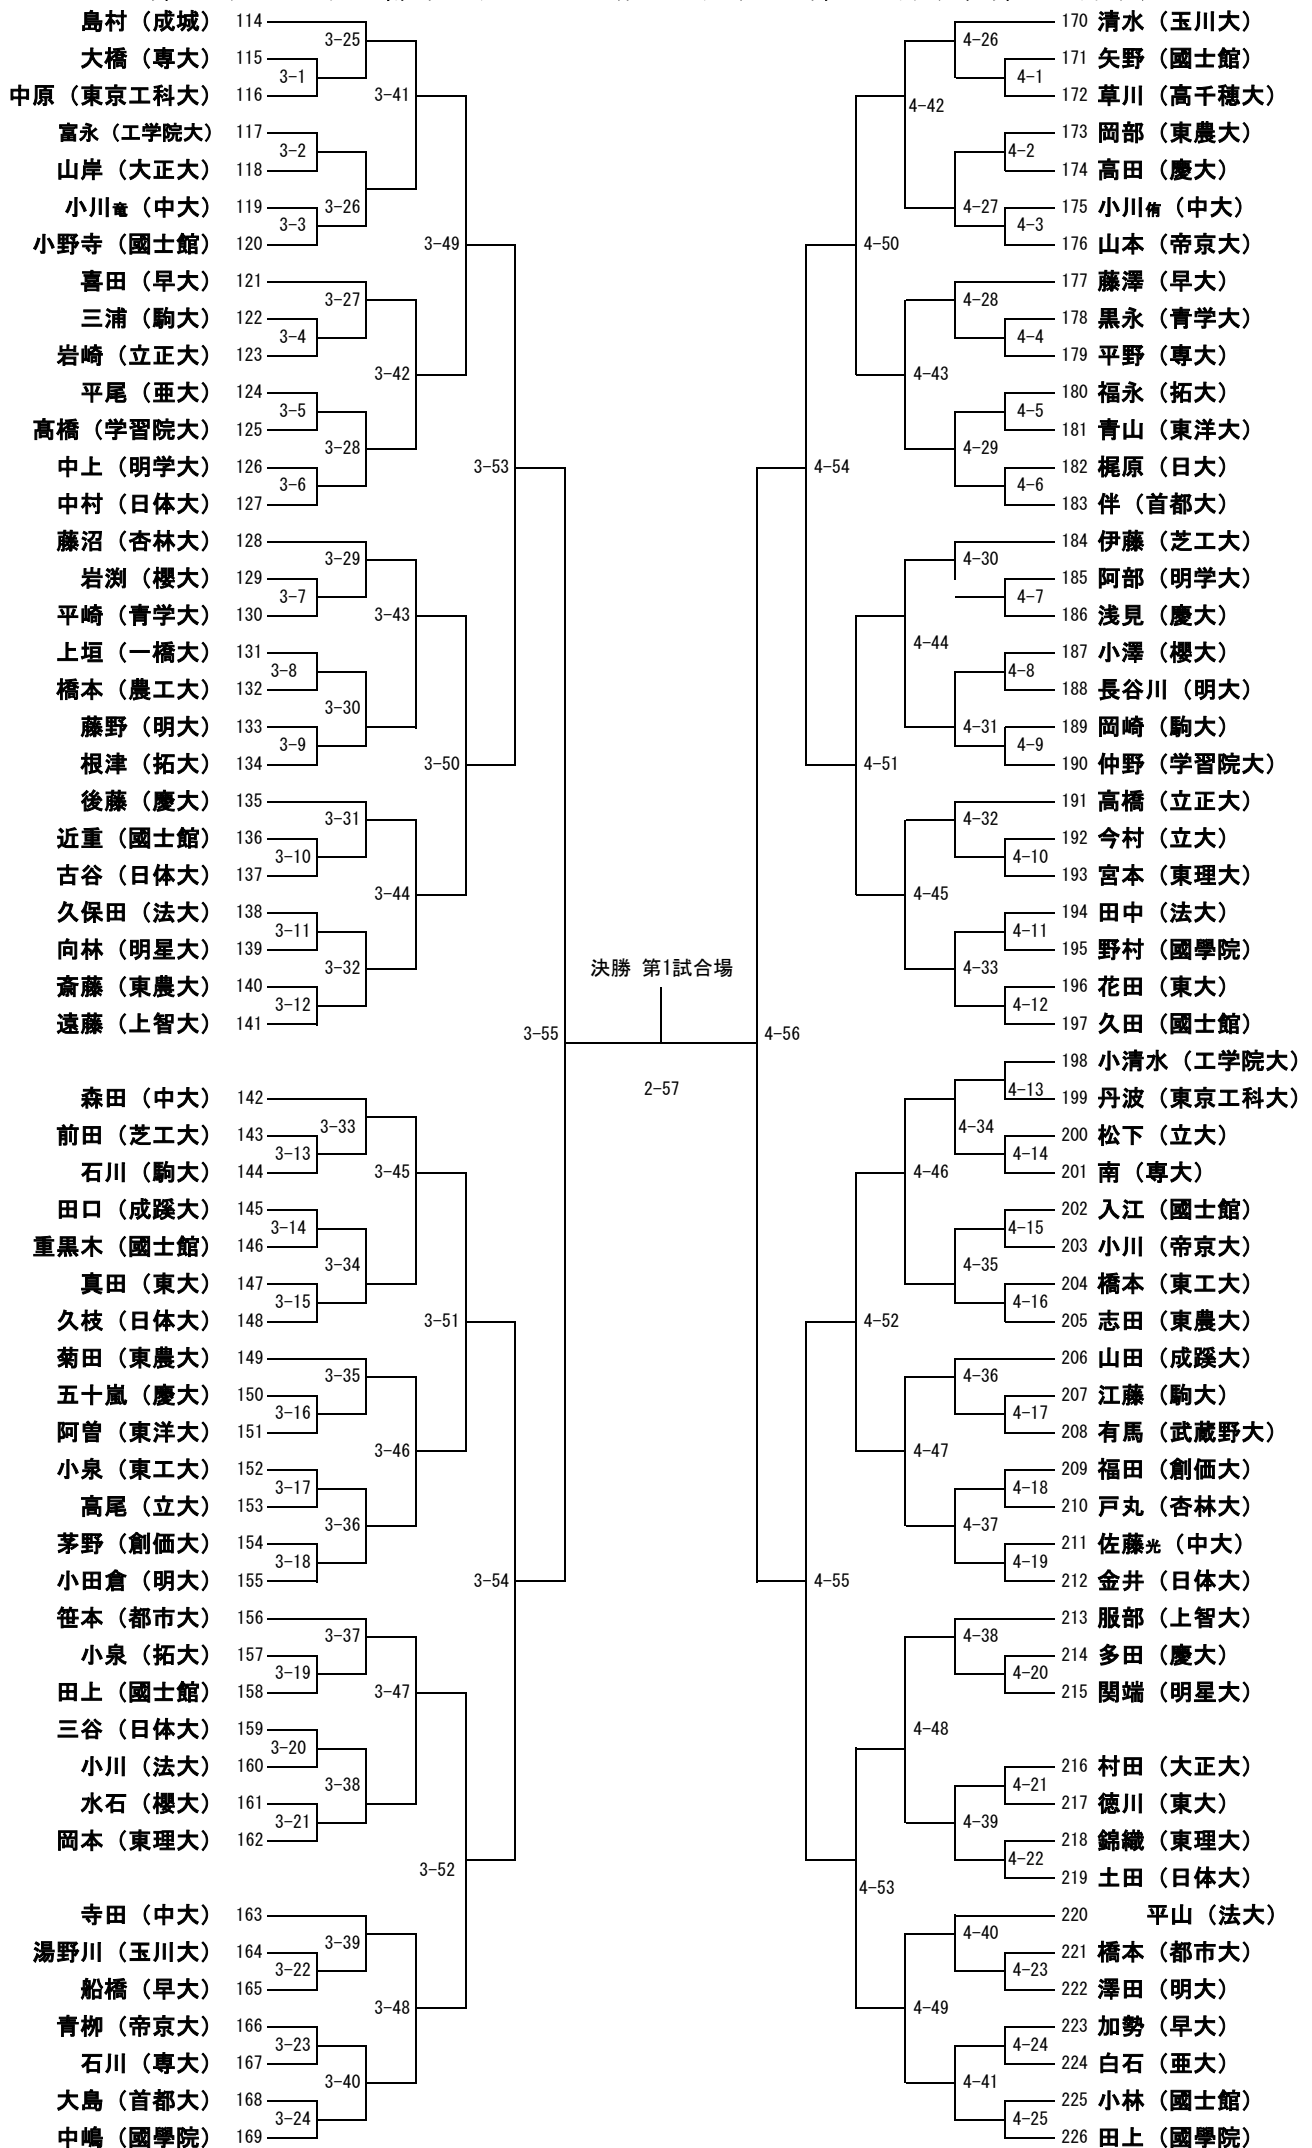 島村（成城） 114
3-25
大橋（専大） 115
3-1
中原（東京工科大） 116
3-41
富永（工学院大） 117
3-2
山岸（大正大） 118
小川竜（中大） 119
3-26
3-3
小野寺（國士館） 120
3-49
喜田（早大） 121
3-27
三浦（駒大） 122
3-4
岩崎（立正大） 123
3-42
平尾（亜大） 124
3-5
髙橋（学習院大） 125
3-28
中上（明学大） 126
3-53
3-6
中村（日体大） 127
藤沼（杏林大） 128
3-29
岩渕（櫻大） 129
3-7
平崎（青学大） 130
3-43
上垣（一橋大） 131
3-8
橋本（農工大） 132
3-30
藤野（明大） 133
3-9
根津（拓大） 134
3-50
後藤（慶大） 135
3-31
近重（國士館） 136
3-10
古谷（日体大） 137
3-44
久保田（法大） 138
3-11
向林（明星大） 139
3-32
斎藤（東農大） 140
3-12
遠藤（上智大） 141
3-55
森田（中大） 142
3-33
前田（芝工大） 143
3-13
石川（駒大） 144
3-45
田口（成蹊大） 145
3-14
重黒木（國士館） 146
3-34
真田（東大） 147
3-15
久枝（日体大） 148
3-51
菊田（東農大） 149
3-35
五十嵐（慶大） 150
3-16
阿曽（東洋大） 151
3-46
小泉（東工大） 152
3-17
高尾（立大） 153
3-36
茅野（創価大） 154
3-18
小田倉（明大） 155
3-54
笹本（都市大） 156
3-37
小泉（拓大） 157
3-19
田上（國士館） 158
3-47
三谷（日体大） 159
3-20
小川（法大） 160
3-38
水石（櫻大） 161
3-21
岡本（東理大） 162
3-52
寺田（中大） 163
3-39
湯野川（玉川大） 164
3-22
船橋（早大） 165
3-48
青栁（帝京大） 166
3-23
石川（専大） 167
3-40
大島（首都大） 168
3-24
中嶋（國學院） 169
決勝 第1試合場
2-57
170 清水（玉川大）
4-26
171 矢野（國士館）
4-1
172 草川（高千穂大）
4-42
173 岡部（東農大）
4-2
174 高田（慶大）
4-27
175 小川侑（中大）
4-3
176 山本（帝京大）
4-50
177 藤澤（早大）
4-28
178 黒永（青学大）
4-4
179 平野（専大）
4-43
180 福永（拓大）
4-5
181 青山（東洋大）
4-29
182 梶原（日大）
4-54
4-6
183 伴（首都大）
184 伊藤（芝工大）
4-30
185 阿部（明学大）
4-7
186 浅見（慶大）
4-44
187 小澤（櫻大）
4-8
188 長谷川（明大）
4-31
189 岡崎（駒大）
4-9
190 仲野（学習院大）
4-51
191 高橋（立正大）
4-32
192 今村（立大）
4-10
193 宮本（東理大）
4-45
194 田中（法大）
4-11
195 野村（國學院）
4-33
196 花田（東大）
4-12
197 久田（國士館）
4-56
198 小清水（工学院大）
4-13
199 丹波（東京工科大）
4-34
200 松下（立大）
4-14
201 南（専大）
4-46
202 入江（國士館）
4-15
203 小川（帝京大）
4-35
204 橋本（東工大）
4-16
205 志田（東農大）
4-52
206 山田（成蹊大）
4-36
207 江藤（駒大）
4-17
208 有馬（武蔵野大）
4-47
209 福田（創価大）
4-18
210 戸丸（杏林大）
4-37
211 佐藤光（中大）
4-19
212 金井（日体大）
4-55
213 服部（上智大）
4-38
214 多田（慶大）
4-20
215 関端（明星大）
4-48
216 村田（大正大）
4-21
217 徳川（東大）
4-39
218 錦織（東理大）
4-22
219 土田（日体大）
4-53
220 平山（法大）
4-40
221 橋本（都市大）
4-23
222 澤田（明大）
4-49
223 加勢（早大）
4-24
224 白石（亜大）
4-41
225 小林（國士館）
4-25
226 田上（國學院）